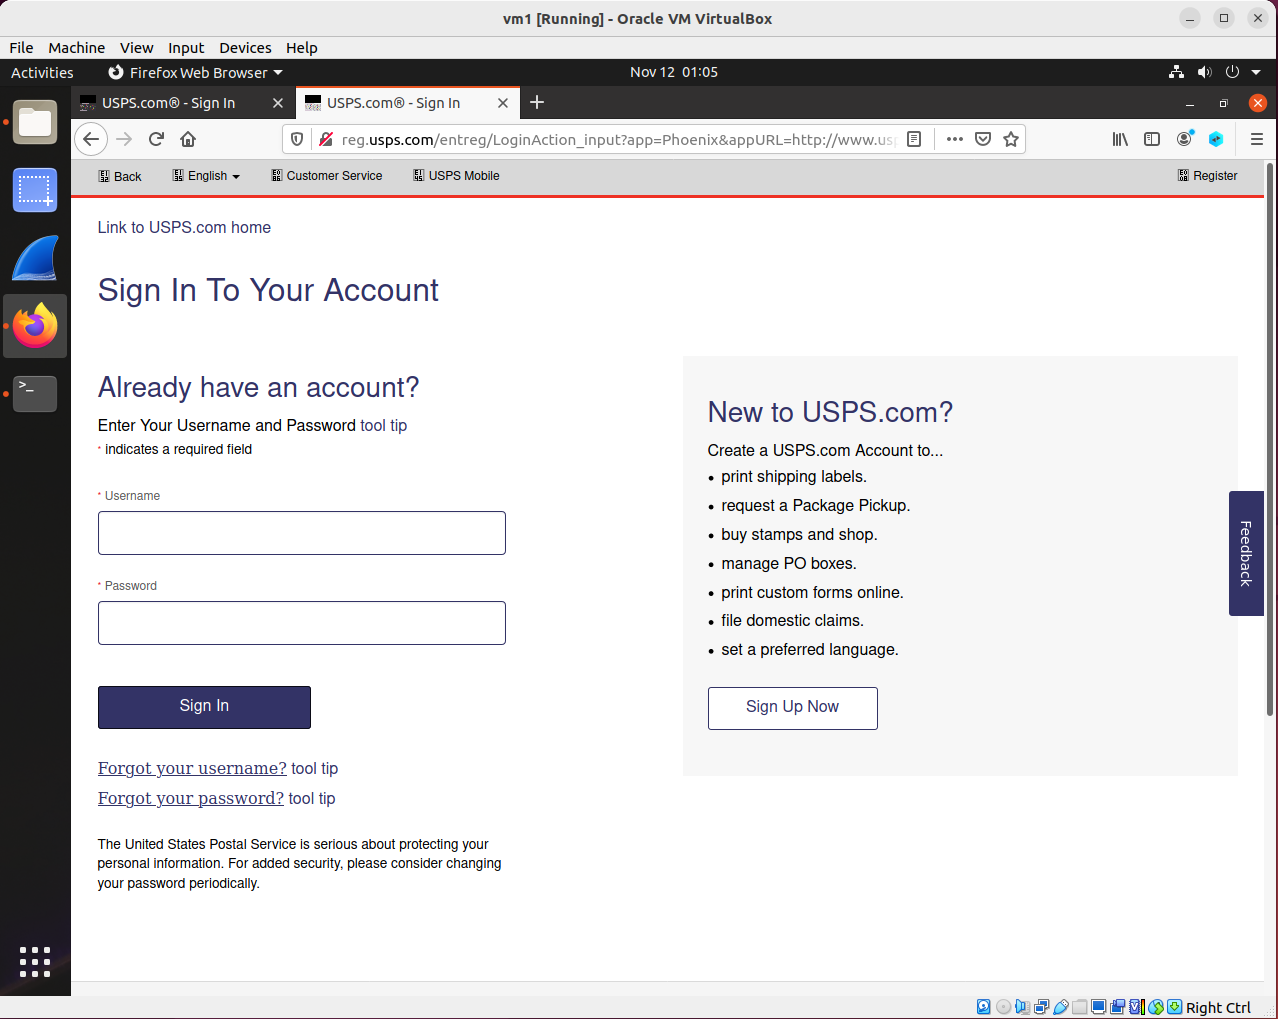 vm1 [Running] - Oracle VM VirtualBox
File Machine View Input Devices Help
Activities Firefox Web Browser Nov 12 01:05
USPS.com® - Sign In USPS.com® - Sign In
reg.usps.com/entreg/LoginAction_input?app=Phoenix&appURL=http://www.usp
Back English Customer Service USPS Mobile Register
Link to USPS.com home
Sign In To Your Account
Already have an account?
Enter Your Username and Password tool tip
* indicates a required field
* Username
* Password
Sign In
Forgot your username? tool tip
Forgot your password? tool tip
The United States Postal Service is serious about protecting your
personal information. For added security, please consider changing
your password periodically.
New to USPS.com?
Create a USPS.com Account to...
• print shipping labels.
• request a Package Pickup.
• buy stamps and shop.
• manage PO boxes.
• print custom forms online.
• file domestic claims.
• set a preferred language.
Sign Up Now
Feedback
Right Ctrl